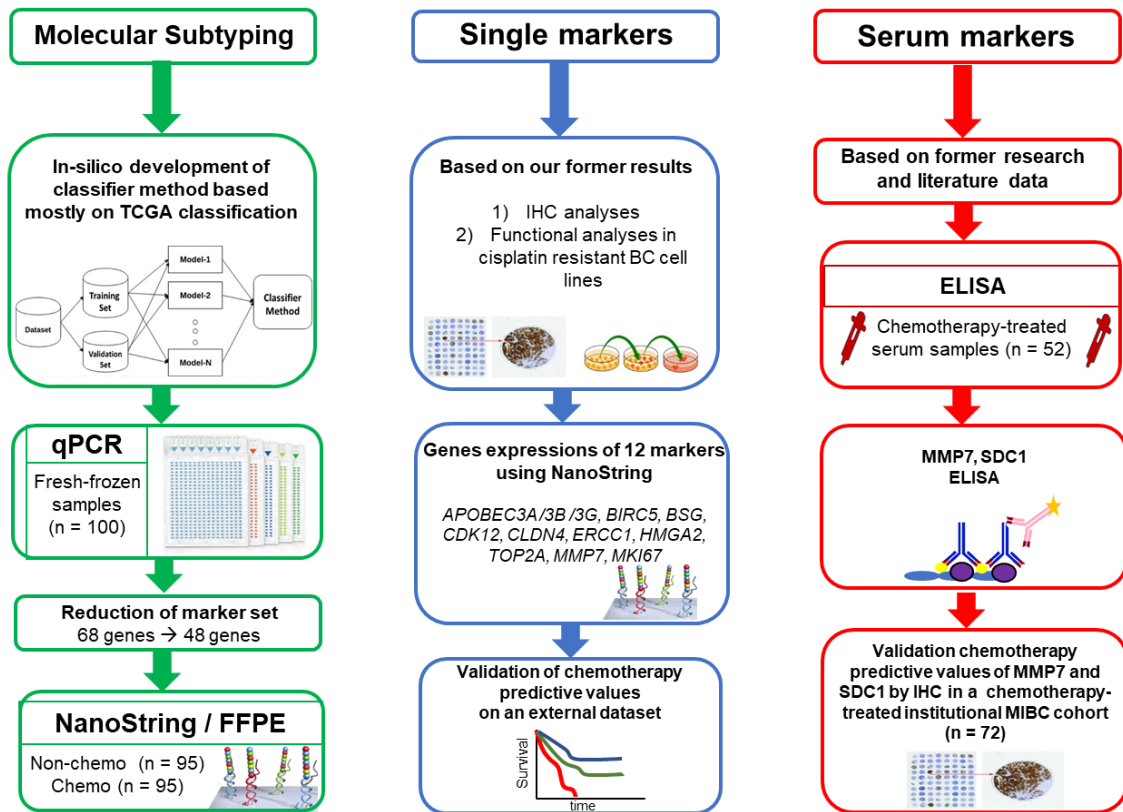 Molecular Subtyping
In-silico development of
classifier method based
mostly on TCGA classification
Dataset
Training
Set
Validation
Set
Model-1
Model-2
Model-N
Classifier
Method
qPCR
Fresh-frozen
samples
(n = 100)
Reduction of marker set
68 genes → 48 genes
NanoString / FFPE
Non-chemo (n = 95)
Chemo (n = 95)
Single markers
Based on our former results
1) IHC analyses
2) Functional analyses in
cisplatin resistant BC cell
lines
Genes expressions of 12 markers
using NanoString
APOBEC3A/3B /3G, BIRC5, BSG,
CDK12, CLDN4, ERCC1, HMGA2,
TOP2A, MMP7, MKI67
Validation of chemotherapy
predictive values
on an external dataset
Survival
time
Serum markers
Based on former research
and literature data
ELISA
Chemotherapy-treated
serum samples (n = 52)
MMP7, SDC1
ELISA
Validation chemotherapy
predictive values of MMP7 and
SDC1 by IHC in a chemotherapy-
treated institutional MIBC cohort
(n = 72)